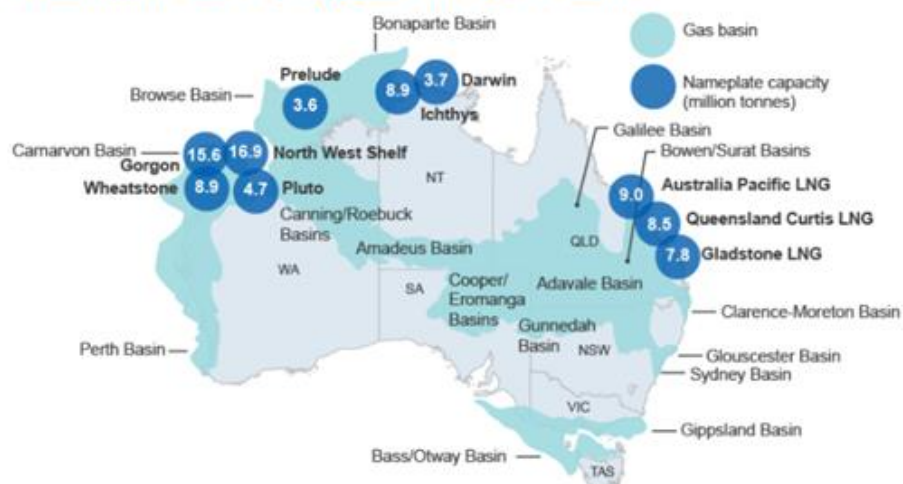 Bonaparte Basin
Gas basin
Nameplate capacity
(million tonnes)
Prelude
3.6
8.9
3.7
Darwin
Ichthys
Browse Basin
Galilee Basin
Bowen/Surat Basins
Carnarvon Basin
Gorgon
15.6
16.9
North West Shelf
Wheatstone
8.9
4.7
Pluto
NT
9.0
Australia Pacific LNG
8.5
Queensland Curtis LNG
7.8
Gladstone LNG
Canning/Roebuck
Basins
Amadeus Basin
QLD
WA
SA
Cooper/
Eromanga
Basins
Adavale Basin
Clarence-Moreton Basin
Gunnedah
Basin
NSW
Perth Basin
Glouscester Basin
Sydney Basin
VIC
Gippsland Basin
Bass/Otway Basin
TAS